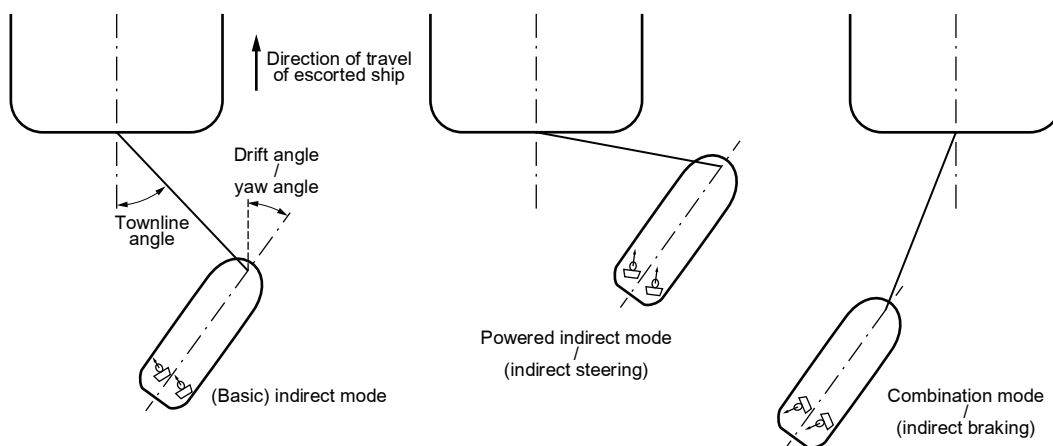 Direction of travel
of escorted ship
Drift angle
/
yaw angle
Townline
angle
(Basic) indirect mode
Powered indirect mode
/
(indirect steering)
Combination mode
/
(indirect braking)